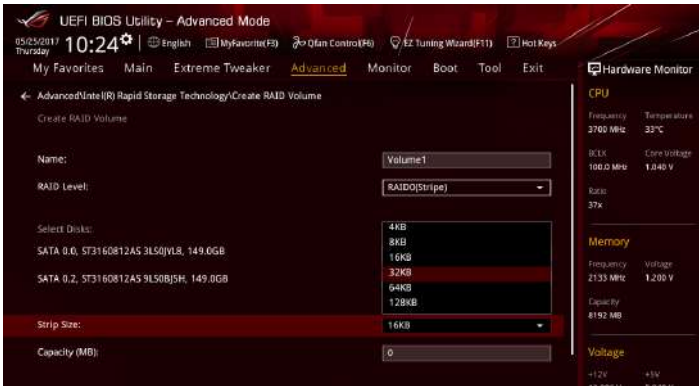 UEFI BIOS Utility – Advanced Mode
05/25/2017 Thursday 10:24 English MyFavorite(F3) Qfan Control(F6) EZ Tuning Wizard(F11) Hot Keys
My Favorites Main Extreme Tweaker Advanced Monitor Boot Tool Exit
Hardware Monitor
← Advanced\Intel(R) Rapid Storage Technology\Create RAID Volume
Create RAID Volume
Name: Volume1
RAID Level: RAID0(Stripe)
Select Disks:
SATA 0.0, ST3160812AS 3LS0JVL8, 149.0GB
SATA 0.2, ST3160812AS 9LS0BJ5H, 149.0GB
4KB
8KB
16KB
32KB
64KB
128KB
Strip Size: 16KB
Capacity (MB): 0
CPU
Frequency Temperature
3700 MHz 33°C
BCLK Core Voltage
100.0 MHz 1.040 V
Ratio
37x
Memory
Frequency Voltage
2133 MHz 1.200 V
Capacity
8192 MB
Voltage
+12V +5V